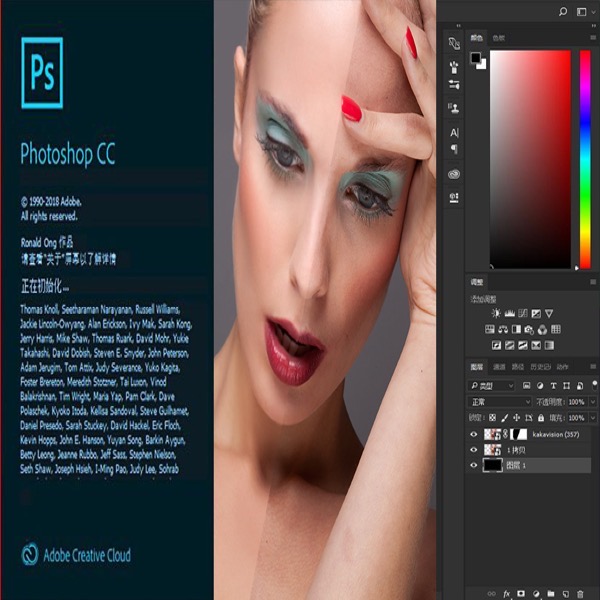 Ps
Photoshop CC
© 1990-2018 Adobe.
All rights reserved.
Ronald Ong 作品
请查看“关于”屏幕以了解详情
正在初始化...
Thomas Knoll, Seetharaman Narayanan, Russell Williams,
Jackie Lincoln-Owyang, Alan Erickson, Ivy Mak, Sarah Kong,
Jerry Harris, Mike Shaw, Thomas Ruark, David Mohr, Yukie
Takahashi, David Dobish, Steven E. Snyder, John Peterson,
Adam Jerugim, Tom Attix, Judy Severance, Yuko Kagita,
Foster Brereton, Meredith Stotzner, Tai Luxon, Vinod
Balakrishnan, Tim Wright, Maria Yap, Pam Clark, Dave
Polaschek, Kyoko Itoda, Kellisa Sandoval, Steve Guilhamet,
Daniel Presedo, Sarah Stuckey, David Hackel, Eric Floch,
Kevin Hopps, John E. Hanson, Yuyan Song, Barkin Aygun,
Betty Leong, Jeanne Rubbo, Jeff Sass, Stephen Nielson,
Seth Shaw, Joseph Hsieh, I-Ming Pao, Judy Lee, Sohrab
Adobe Creative Cloud
颜色 色板
调整
添加调整
图层 通道 路径 历史记 动作
类型
正常 不透明度: 100%
锁定: 填充: 100%
kakavision (357)
1 拷贝
图层 1